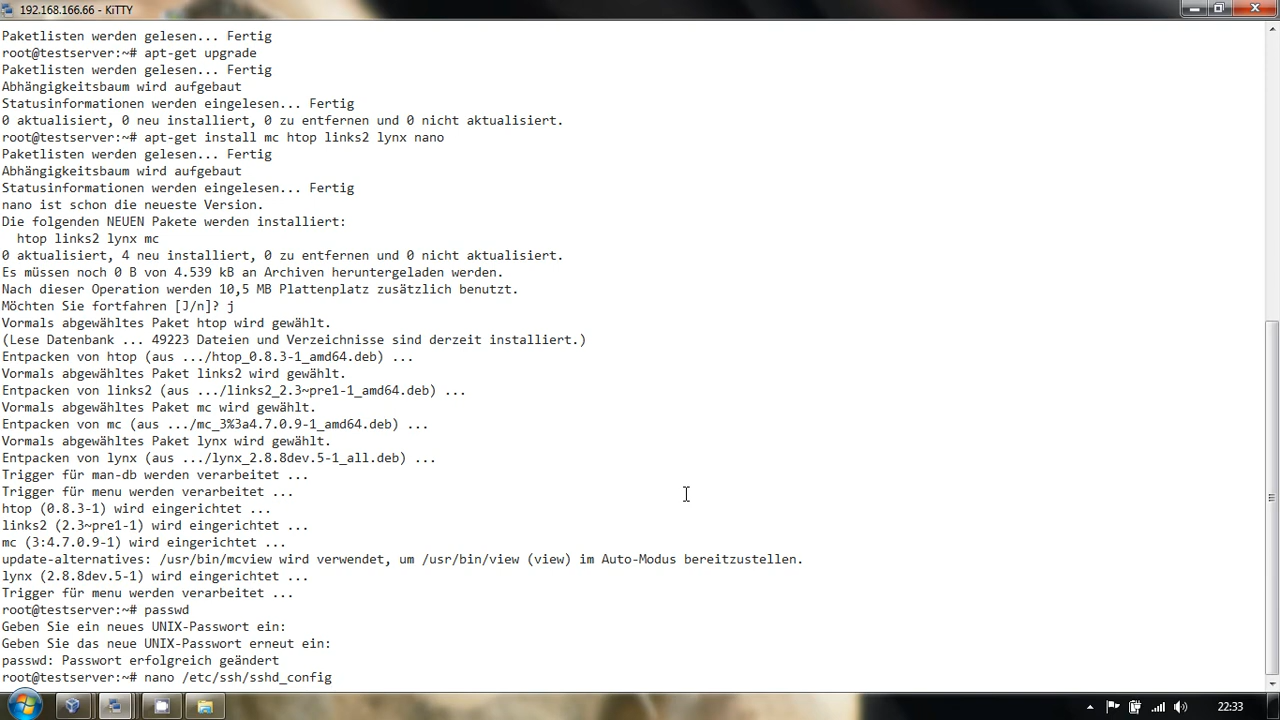 192.168.166.66 - KiTTY
Paketlisten werden gelesen... Fertig
root@testserver:~# apt-get upgrade
Paketlisten werden gelesen... Fertig
Abhängigkeitsbaum wird aufgebaut
Statusinformationen werden eingelesen... Fertig
0 aktualisiert, 0 neu installiert, 0 zu entfernen und 0 nicht aktualisiert.
root@testserver:~# apt-get install mc htop links2 lynx nano
Paketlisten werden gelesen... Fertig
Abhängigkeitsbaum wird aufgebaut
Statusinformationen werden eingelesen... Fertig
nano ist schon die neueste Version.
Die folgenden NEUEN Pakete werden installiert:
  htop links2 lynx mc
0 aktualisiert, 4 neu installiert, 0 zu entfernen und 0 nicht aktualisiert.
Es müssen noch 0 B von 4.539 kB an Archiven heruntergeladen werden.
Nach dieser Operation werden 10,5 MB Plattenplatz zusätzlich benutzt.
Möchten Sie fortfahren [J/n]? j
Vormals abgewähltes Paket htop wird gewählt.
(Lese Datenbank ... 49223 Dateien und Verzeichnisse sind derzeit installiert.)
Entpacken von htop (aus .../htop_0.8.3-1_amd64.deb) ...
Vormals abgewähltes Paket links2 wird gewählt.
Entpacken von links2 (aus .../links2_2.3~pre1-1_amd64.deb) ...
Vormals abgewähltes Paket mc wird gewählt.
Entpacken von mc (aus .../mc_3%3a4.7.0.9-1_amd64.deb) ...
Vormals abgewähltes Paket lynx wird gewählt.
Entpacken von lynx (aus .../lynx_2.8.8dev.5-1_all.deb) ...
Trigger für man-db werden verarbeitet ...
Trigger für menu werden verarbeitet ...
htop (0.8.3-1) wird eingerichtet ...
links2 (2.3~pre1-1) wird eingerichtet ...
mc (3:4.7.0.9-1) wird eingerichtet ...
update-alternatives: /usr/bin/mcview wird verwendet, um /usr/bin/view (view) im Auto-Modus bereitzustellen.
lynx (2.8.8dev.5-1) wird eingerichtet ...
Trigger für menu werden verarbeitet ...
root@testserver:~# passwd
Geben Sie ein neues UNIX-Passwort ein:
Geben Sie das neue UNIX-Passwort erneut ein:
passwd: Passwort erfolgreich geändert
root@testserver:~# nano /etc/ssh/sshd_config
22:33